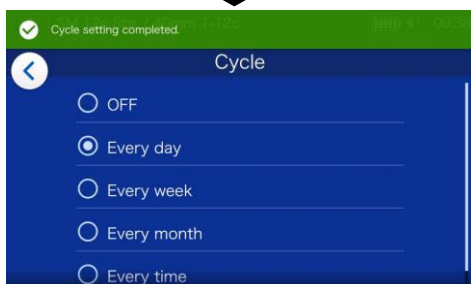 Cycle setting completed.
Cycle
OFF
Every day
Every week
Every month
Every time